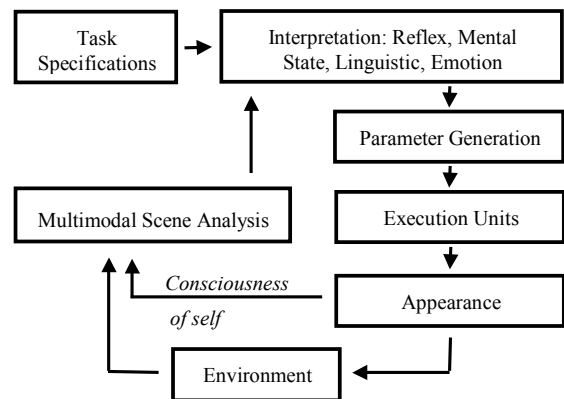 Task
Specifications
Interpretation: Reflex, Mental
State, Linguistic, Emotion
Parameter Generation
Multimodal Scene Analysis
Execution Units
Consciousness
of self
Appearance
Environment